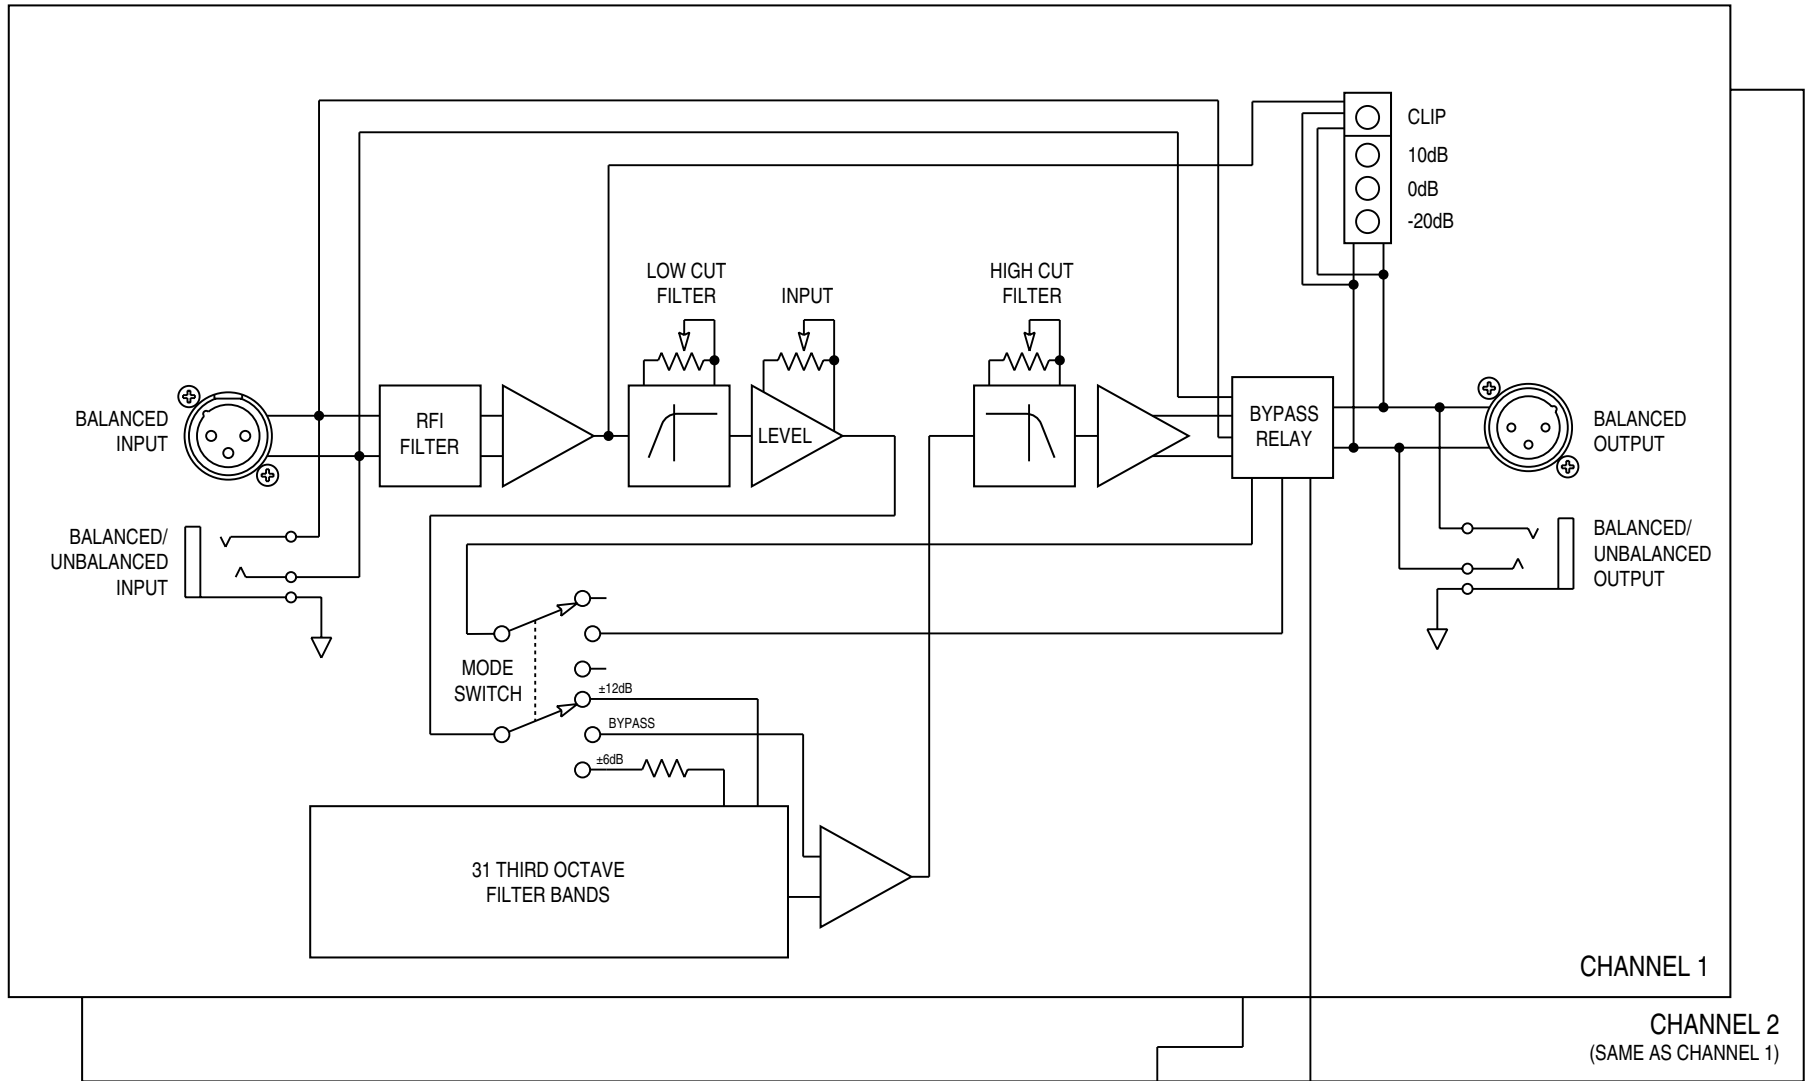 CLIP
10dB
0dB
-20dB
LOW CUT
FILTER
INPUT
HIGH CUT
FILTER
BALANCED
INPUT
RFI
FILTER
LEVEL
BYPASS
RELAY
BALANCED
OUTPUT
BALANCED/
UNBALANCED
INPUT
BALANCED/
UNBALANCED
OUTPUT
MODE
SWITCH
±12dB
BYPASS
±6dB
31 THIRD OCTAVE
FILTER BANDS
CHANNEL 1
CHANNEL 2
(SAME AS CHANNEL 1)